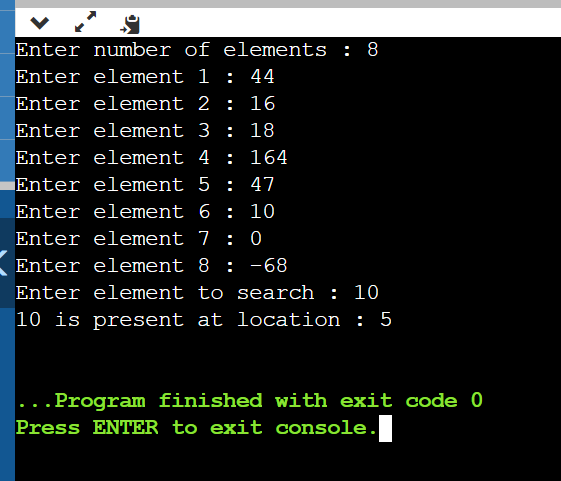 Enter number of elements : 8
Enter element 1 : 44
Enter element 2 : 16
Enter element 3 : 18
Enter element 4 : 164
Enter element 5 : 47
Enter element 6 : 10
Enter element 7 : 0
Enter element 8 : -68
Enter element to search : 10
10 is present at location : 5
...Program finished with exit code 0
Press ENTER to exit console.